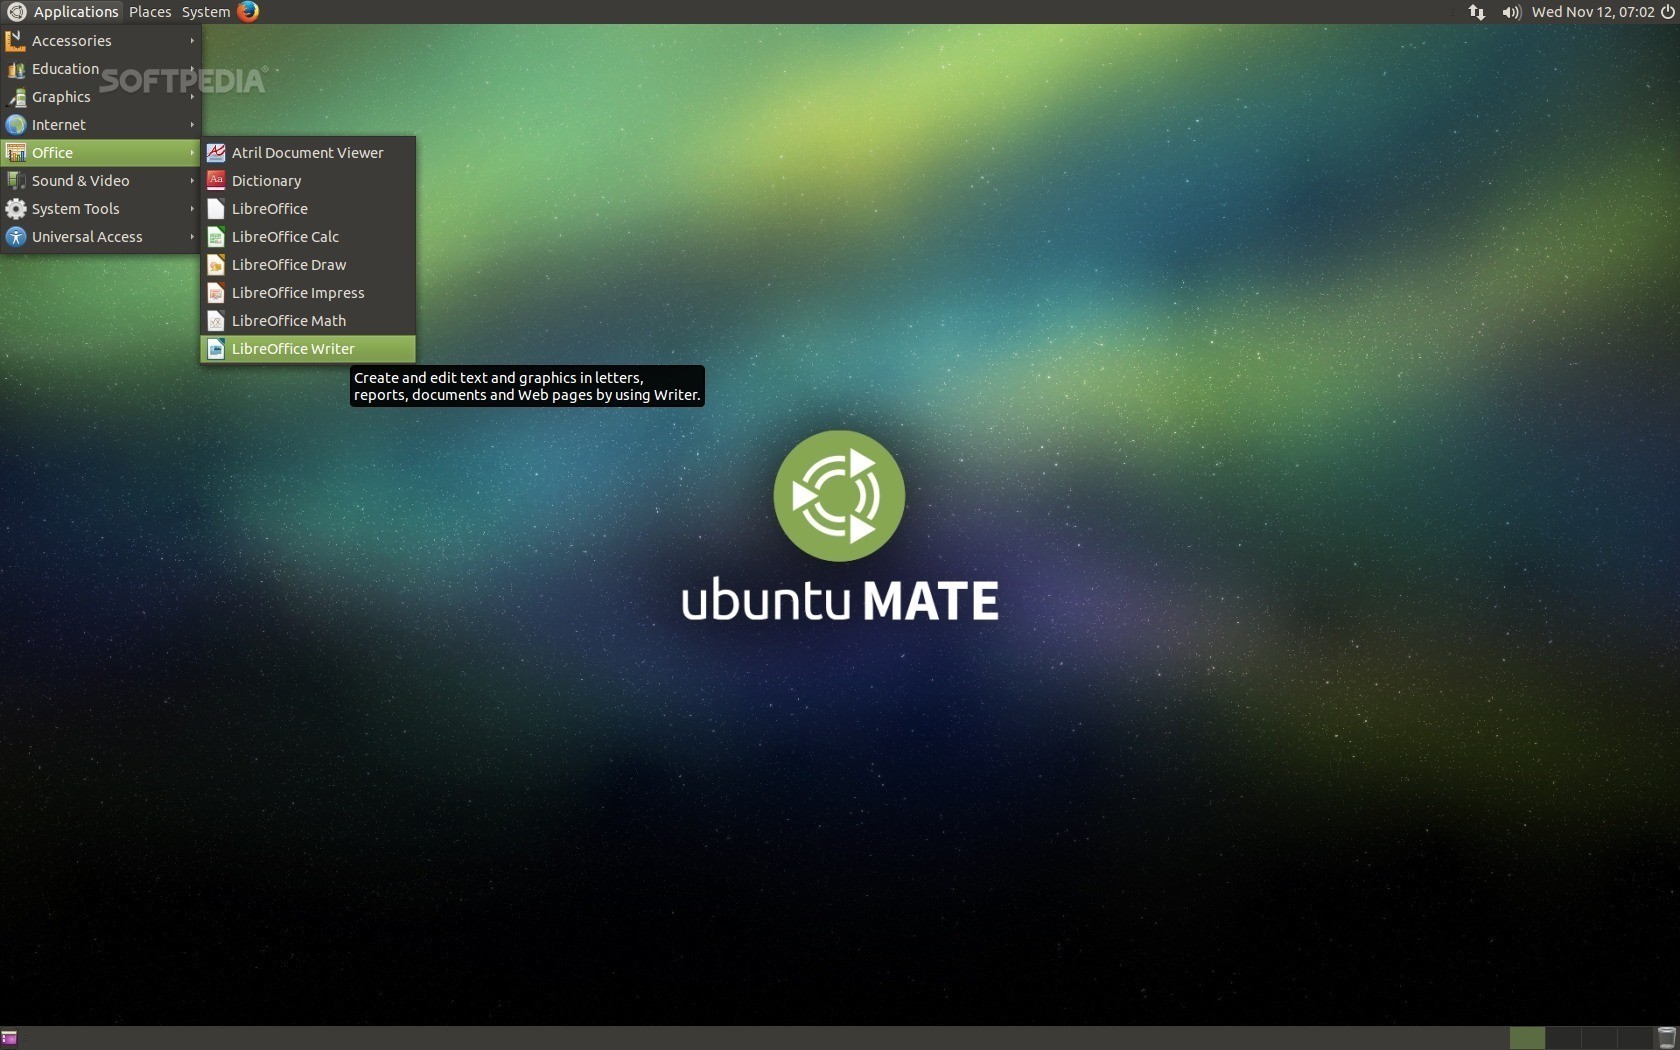 Applications Places System
Wed Nov 12, 07:02
Accessories
Education
SOFTPEDIA®
Graphics
Internet
Office
Sound & Video
System Tools
Universal Access
Atril Document Viewer
Aa Dictionary
LibreOffice
LibreOffice Calc
LibreOffice Draw
LibreOffice Impress
LibreOffice Math
LibreOffice Writer
Create and edit text and graphics in letters,
reports, documents and Web pages by using Writer.
ubuntu MATE